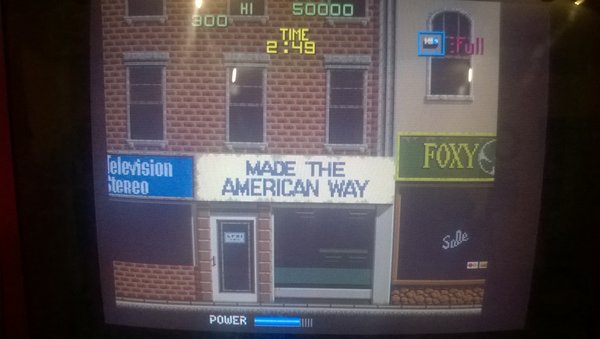 HI 50000
300
TIME
2:49
:Full
Television
Stereo
MADE THE
AMERICAN WAY
FOXY
Sale
POWER